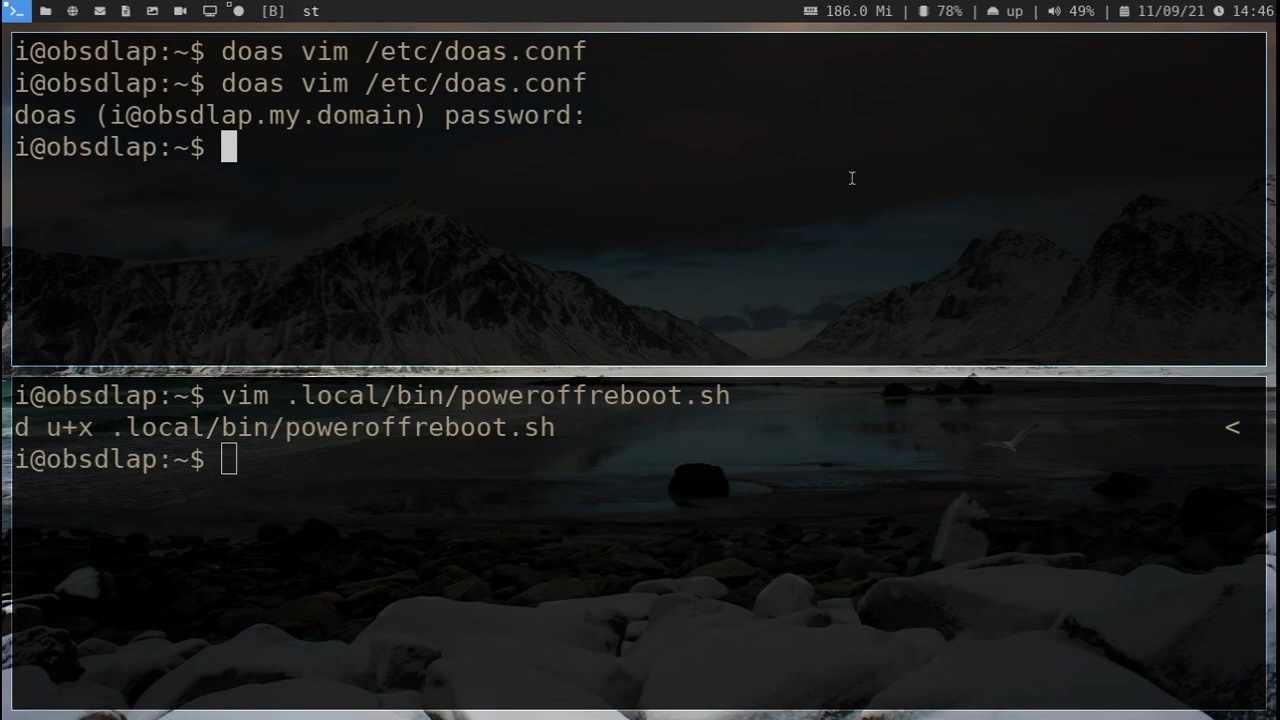 [B] st 186.0 Mi | 78% | up | 49% | 11/09/21 14:46
i@obsdlap:~$ doas vim /etc/doas.conf
i@obsdlap:~$ doas vim /etc/doas.conf
doas (i@obsdlap.my.domain) password:
i@obsdlap:~$
i@obsdlap:~$ vim .local/bin/poweroffreboot.sh
d u+x .local/bin/poweroffreboot.sh <
i@obsdlap:~$